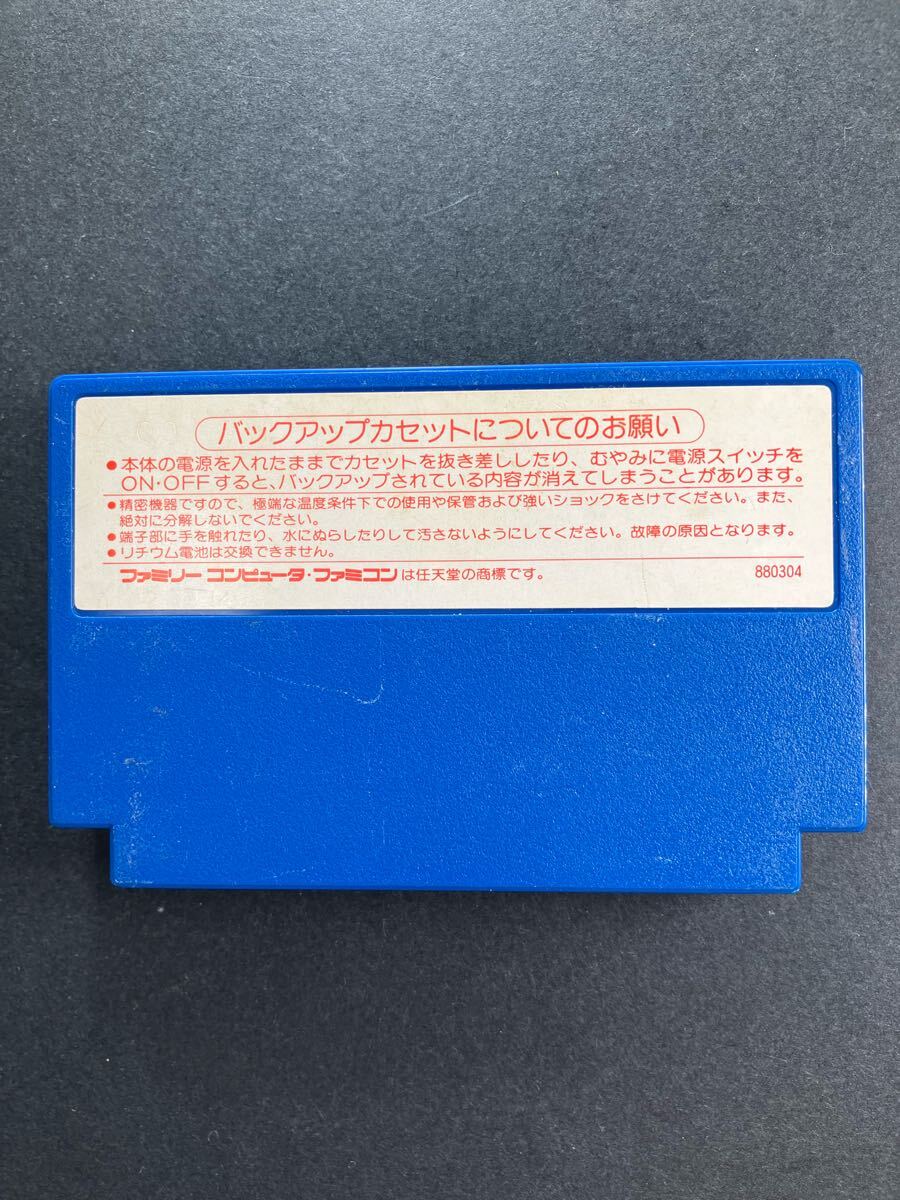 バックアップカセットについてのお願い
●本体の電源を入れたままでカセットを抜き差ししたり、むやみに電源スイッチを
ON・OFFすると、バックアップされている内容が消えてしまうことがあります。
●精密機器ですので、極端な温度条件下での使用や保管および強いショックをさけてください。また、
絶対に分解しないでください。
●端子部に手を触れたり、水にぬらしたりして汚さないようにしてください。故障の原因となります。
●リチウム電池は交換できません。
ファミリーコンピュータ・ファミコンは任天堂の商標です。 880304